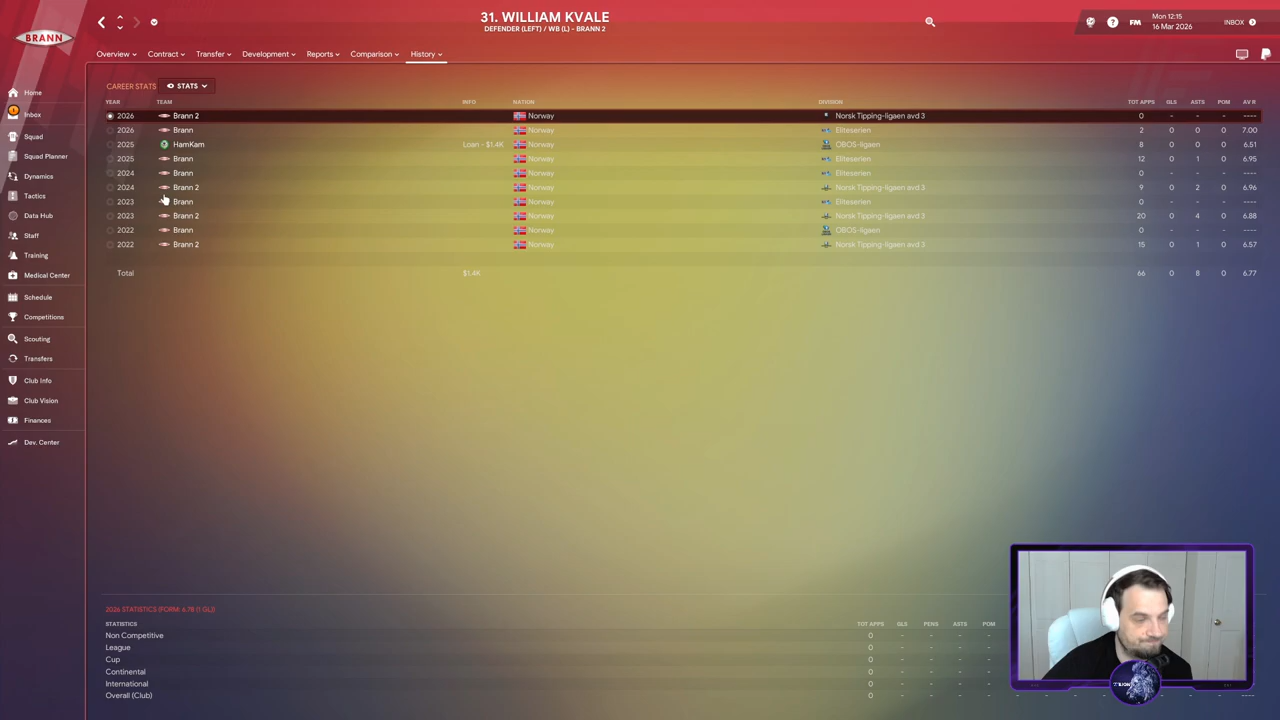 BRANN
31. WILLIAM KVALE
DEFENDER (LEFT) / WB (L) - BRANN 2
FM
Mon 12:15
16 Mar 2026
INBOX
Overview
Contract
Transfer
Development
Reports
Comparison
History
Home
Inbox
Squad
Squad Planner
Dynamics
Tactics
Data Hub
Staff
Training
Medical Center
Schedule
Competitions
Scouting
Transfers
Club Info
Club Vision
Finances
Dev. Center
CAREER STATS STATS
YEAR TEAM INFO NATION DIVISION TOT APPS GLS ASTS POM AV R
2026 Brann 2 Norway Norsk Tipping-ligaen avd 3 0 - - - ----
2026 Brann Norway Eliteserien 2 0 0 0 7.00
2025 HamKam Loan - $1.4K Norway OBOS-ligaen 8 0 0 0 6.51
2025 Brann Norway Eliteserien 12 0 1 0 6.95
2024 Brann Norway Eliteserien 0 - - - ----
2024 Brann 2 Norway Norsk Tipping-ligaen avd 3 9 0 2 0 6.96
2023 Brann Norway Eliteserien 0 - - - ----
2023 Brann 2 Norway Norsk Tipping-ligaen avd 3 20 0 4 0 6.88
2022 Brann Norway OBOS-ligaen 0 - - - ----
2022 Brann 2 Norway Norsk Tipping-ligaen avd 3 15 0 1 0 6.57
Total $1.4K 66 0 8 0 6.77
2026 STATISTICS (FORM: 6.78 (1 GL))
STATISTICS TOT APPS GLS PENS ASTS POM
Non Competitive 0 - - - -
League 0 - - - -
Cup 0 - - - -
Continental 0 - - - -
International 0 - - - -
Overall (Club) 0 - - - -